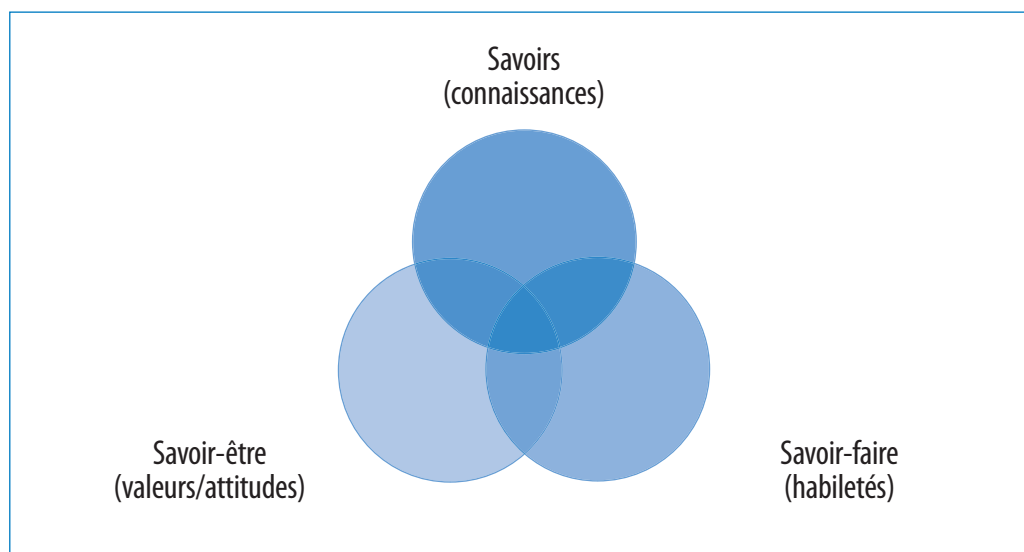 Savoirs
(connaissances)
Savoir-être
(valeurs/attitudes)
Savoir-faire
(habiletés)